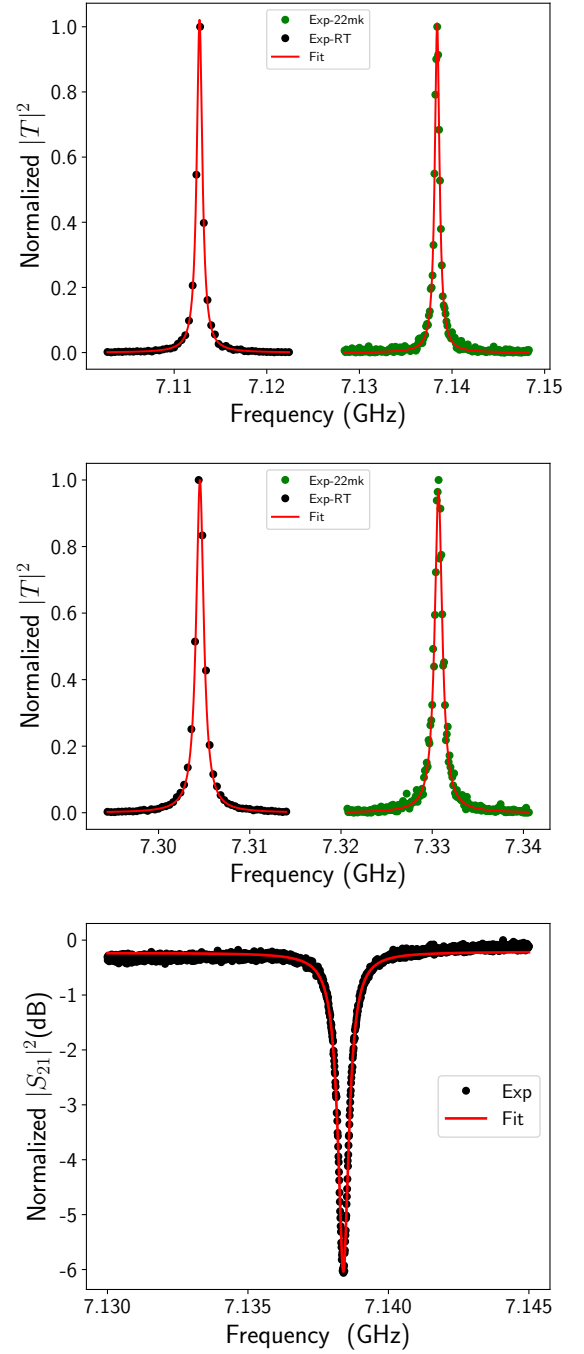 Normalized |T|²
1.0
0.8
0.6
0.4
0.2
0.0
Exp-22mk
Exp-RT
Fit
7.11 7.12 7.13 7.14 7.15
Frequency (GHz)
Normalized |T|²
1.0
0.8
0.6
0.4
0.2
0.0
Exp-22mk
Exp-RT
Fit
7.30 7.31 7.32 7.33 7.34
Frequency (GHz)
Normalized |S₂₁|²(dB)
0
-1
-2
-3
-4
-5
-6
Exp
Fit
7.130 7.135 7.140 7.145
Frequency (GHz)